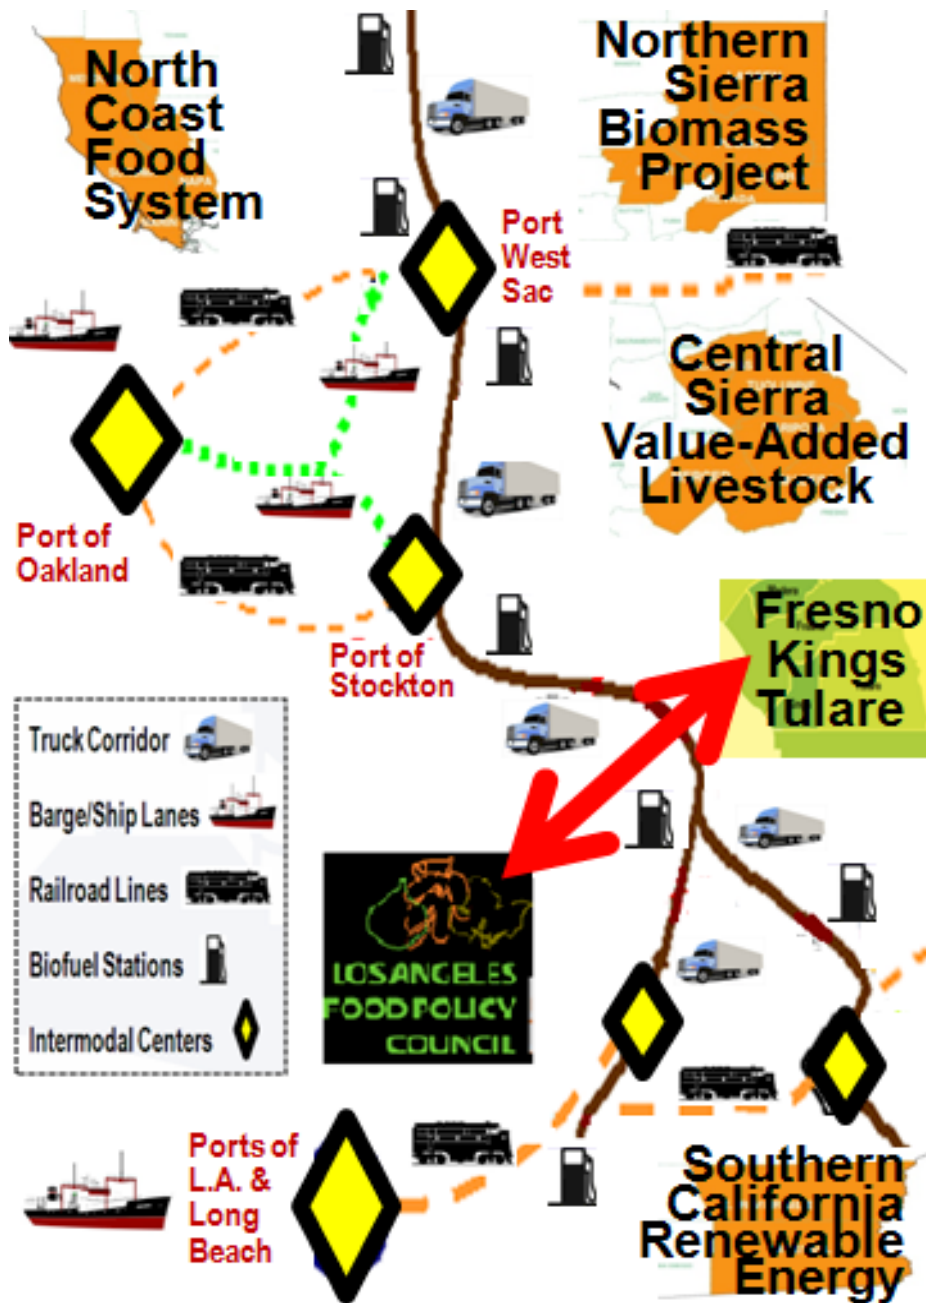 North
Coast
Food
System
Northern
Sierra
Biomass
Project
Port
West
Sac
Central
Sierra
Value-Added
Livestock
Port of
Oakland
Port of
Stockton
Fresno
Kings
Tulare
Truck Corridor
Barge/Ship Lanes
Railroad Lines
Biofuel Stations
Intermodal Centers
LOS ANGELES
FOOD POLICY
COUNCIL
Ports of
L.A. &
Long
Beach
Southern
California
Renewable
Energy